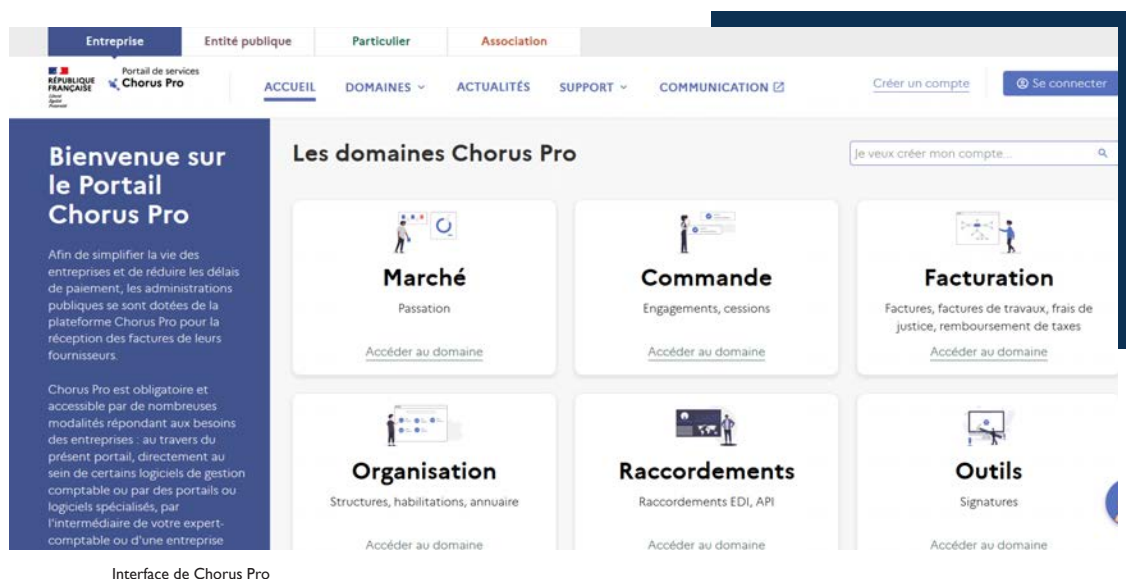 Entreprise
Entité publique
Particulier
Association
RÉPUBLIQUE
FRANÇAISE
Liberté
Égalité
Fraternité
Portail de services
Chorus Pro
ACCUEIL
DOMAINES
ACTUALITÉS
SUPPORT
COMMUNICATION
Créer un compte
Se connecter
Bienvenue sur
le Portail
Chorus Pro
Afin de simplifier la vie des
entreprises et de réduire les délais
de paiement, les administrations
publiques se sont dotées de la
plateforme Chorus Pro pour la
réception des factures de leurs
fournisseurs.
Chorus Pro est obligatoire et
accessible par de nombreuses
modalités répondant aux besoins
des entreprises : au travers du
présent portail, directement au
sein de certains logiciels de gestion
comptable ou par des portails ou
logiciels spécialisés, par
l'intermédiaire de votre expert-
comptable ou d'une entreprise
Les domaines Chorus Pro
Je veux créer mon compte...
Marché
Passation
Accéder au domaine
Commande
Engagements, cessions
Accéder au domaine
Facturation
Factures, factures de travaux, frais de
justice, remboursement de taxes
Accéder au domaine
Organisation
Structures, habilitations, annuaire
Accéder au domaine
Raccordements
Raccordements EDI, API
Accéder au domaine
Outils
Signatures
Accéder au domaine
Interface de Chorus Pro